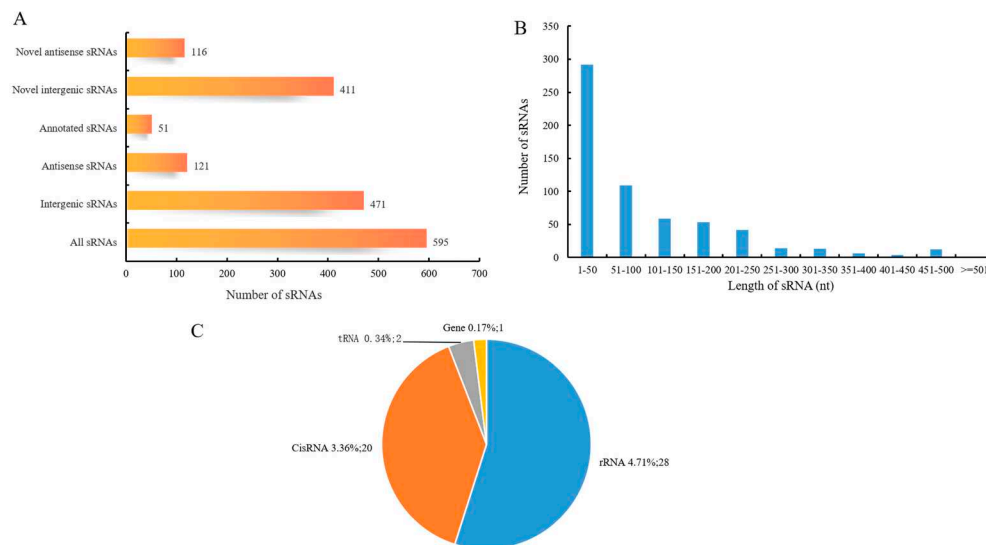 A
Novel antisense sRNAs
116
Novel intergenic sRNAs
411
Annotated sRNAs
51
Antisense sRNAs
121
Intergenic sRNAs
471
All sRNAs
595
0 100 200 300 400 500 600 700
Number of sRNAs
B
350
300
250
200
150
100
50
0
Number of sRNAs
1-50 51-100 101-150 151-200 201-250 251-300 301-350 351-400 401-450 451-500 >=501
Length of sRNA (nt)
C
Gene 0.17%;1
tRNA 0.34%;2
CisRNA 3.36%;20
rRNA 4.71%;28